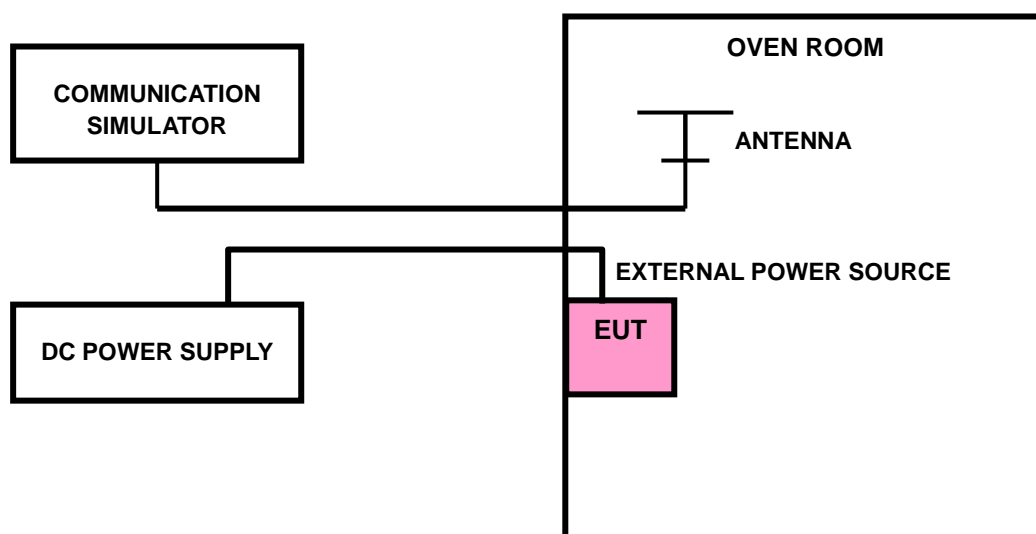 OVEN ROOM
COMMUNICATION
SIMULATOR
ANTENNA
EXTERNAL POWER SOURCE
EUT
DC POWER SUPPLY